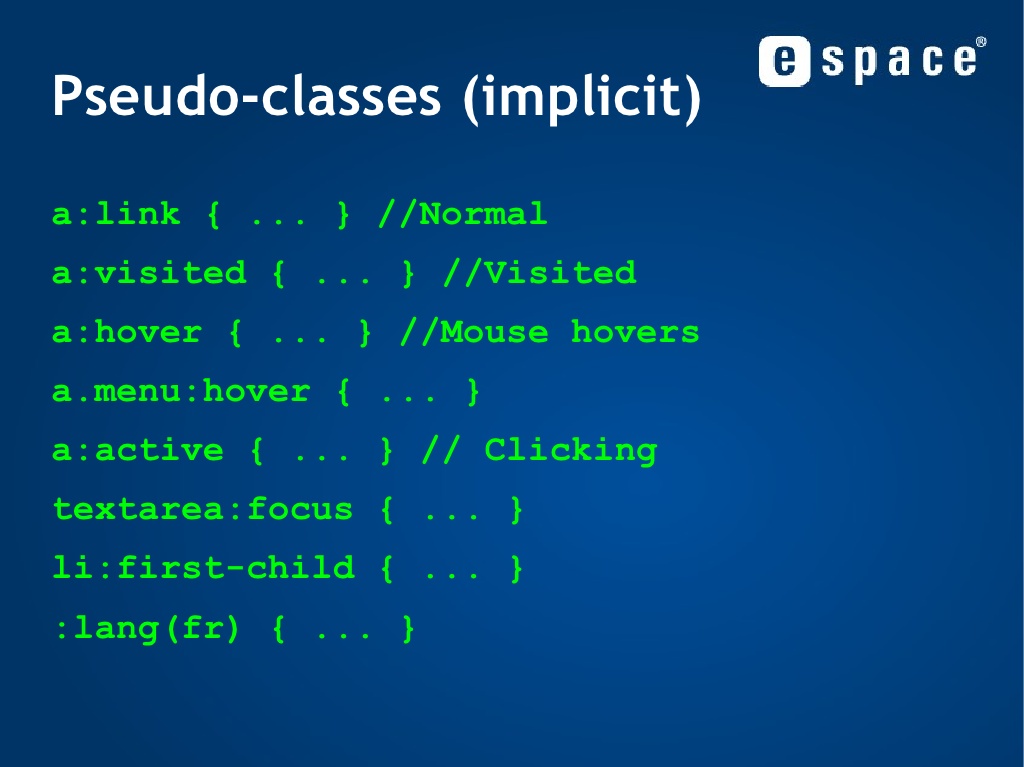 e space®
Pseudo-classes (implicit)
a:link { ... } //Normal
a:visited { ... } //Visited
a:hover { ... } //Mouse hovers
a.menu:hover { ... }
a:active { ... } // Clicking
textarea:focus { ... }
li:first-child { ... }
:lang(fr) { ... }